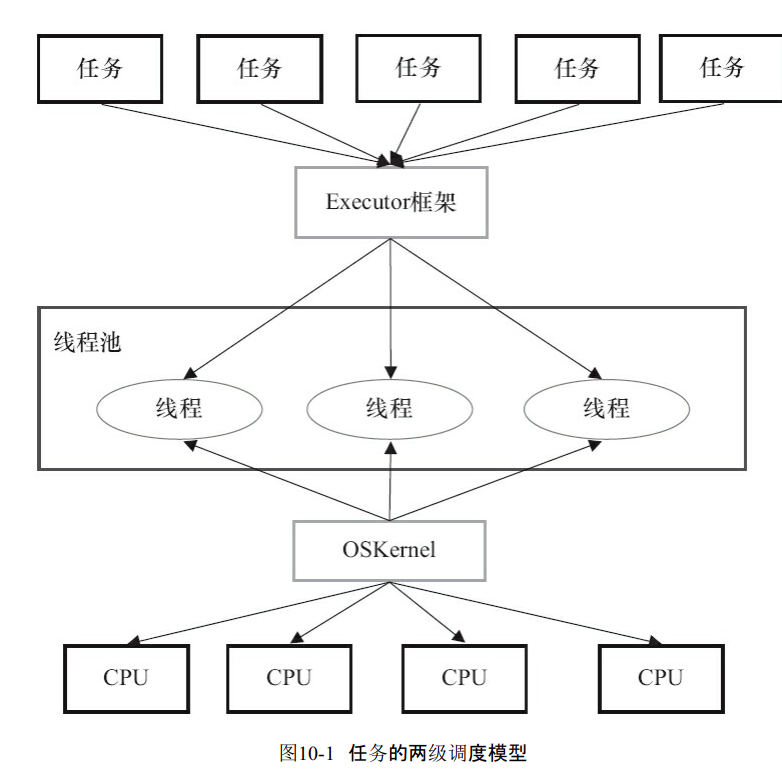 任务 任务 任务 任务 任务
Executor框架
线程池
线程 线程 线程
OSKernel
CPU CPU CPU CPU
图10-1 任务的两级调度模型